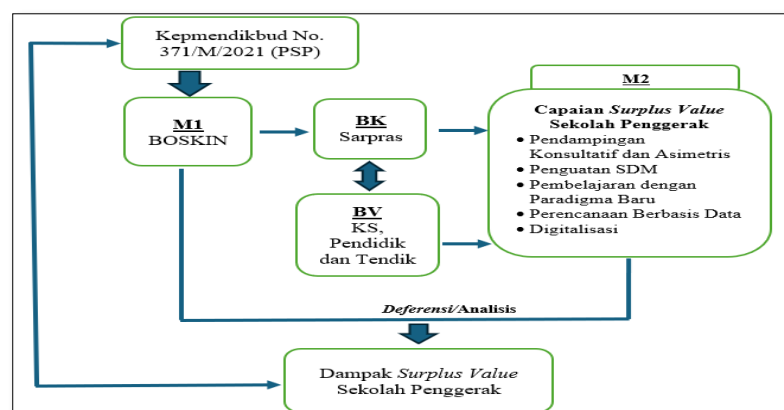 Kepmendikbud No.
371/M/2021 (PSP)
M1
BOSKIN
BK
Sarpras
BV
KS,
Pendidik
dan Tendik
M2
Capaian Surplus Value
Sekolah Penggerak
• Pendampingan
Konsultatif dan Asimetris
• Penguatan SDM
• Pembelajaran dengan
Paradigma Baru
• Perencanaan Berbasis Data
• Digitalisasi
Deferensi/Analisis
Dampak Surplus Value
Sekolah Penggerak